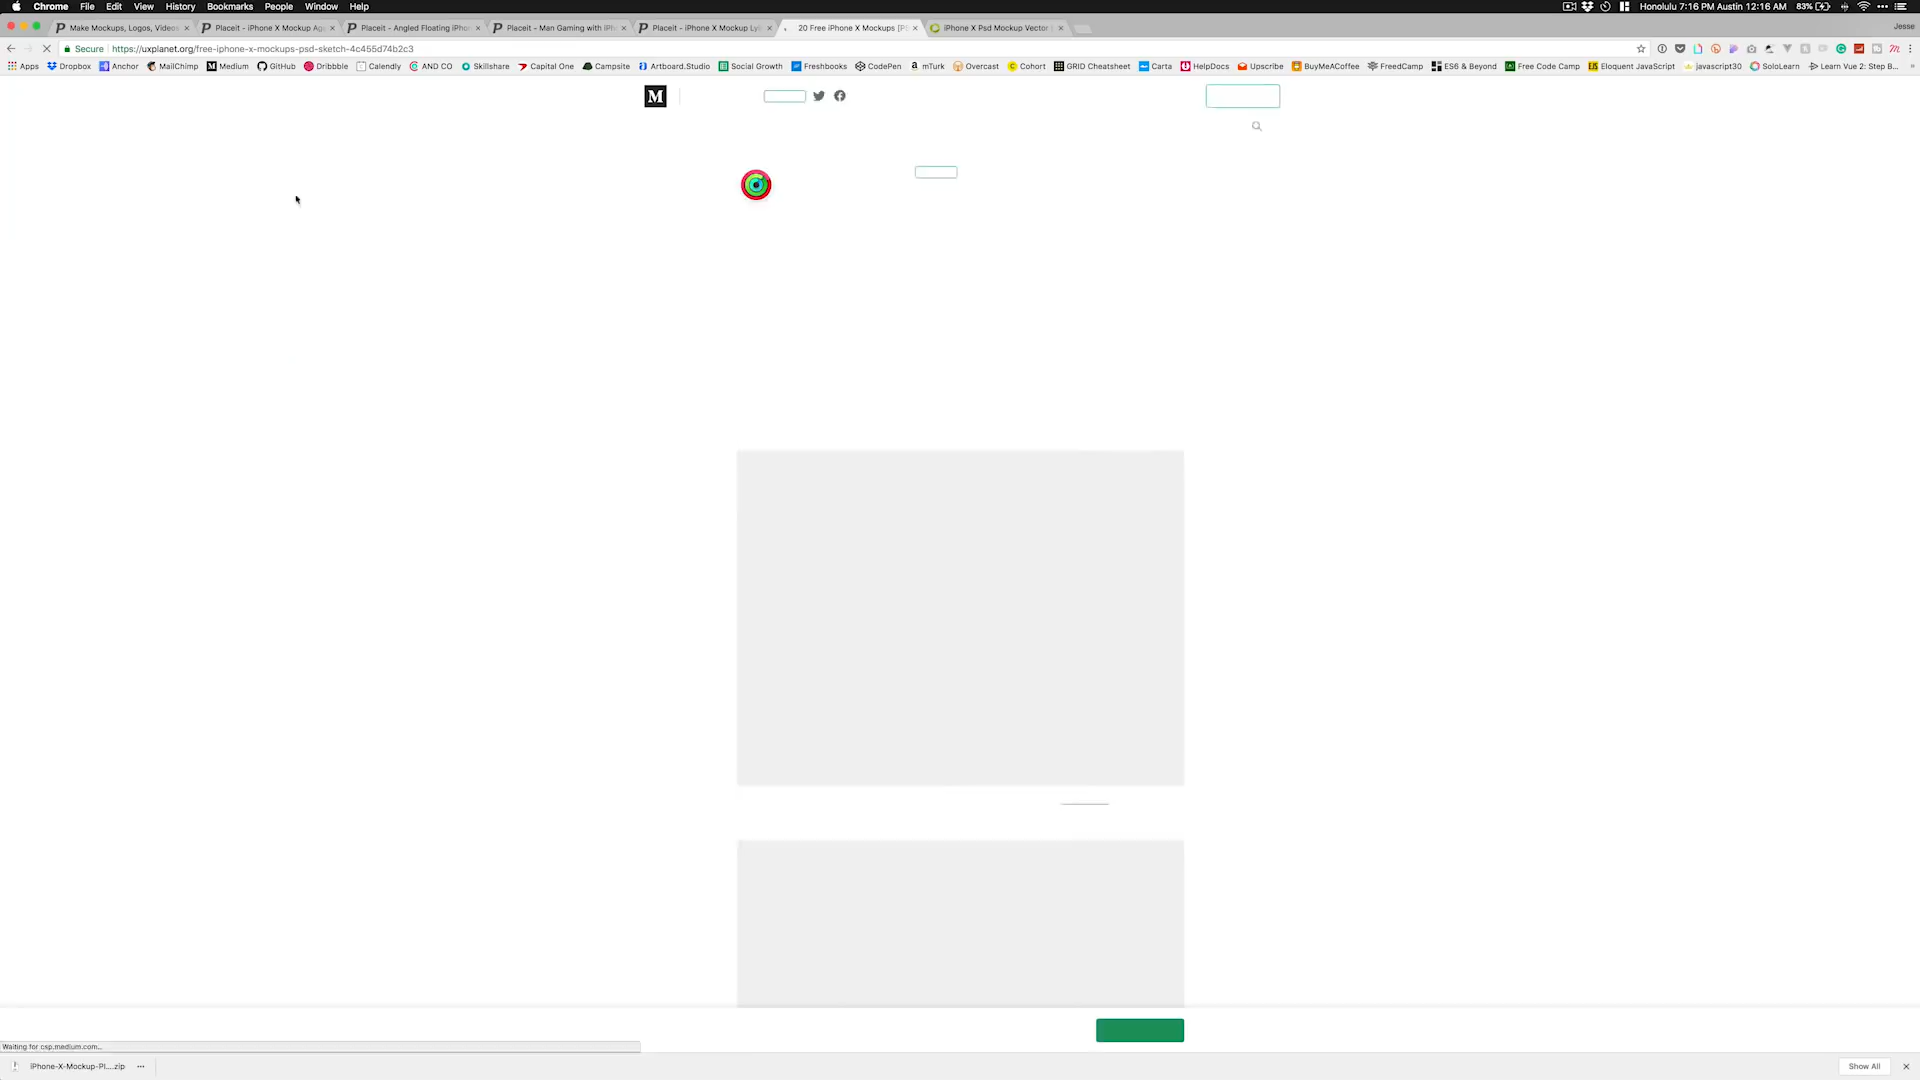 Chrome File Edit View History Bookmarks People Window Help Honolulu 7:16 PM Austin 12:16 AM 83%
Make Mockups, Logos, Videos Placeit - iPhone X Mockup Ag Placeit - Angled Floating iPho Placeit - Man Gaming with iPh Placeit - iPhone X Mockup Ly 20 Free iPhone X Mockups [P iPhone X Psd Mockup Vector Jesse
Secure https://uxplanet.org/free-iphone-x-mockups-psd-sketch-4c455d74b2c3
Apps Dropbox Anchor MailChimp Medium GitHub Dribbble Calendly AND CO Skillshare Capital One Campsite Artboard.Studio Social Growth Freshbooks CodePen mTurk Overcast Cohort GRID Cheatsheet Carta HelpDocs Upscribe BuyMeACoffee FreedCamp ES6 & Beyond Free Code Camp Eloquent JavaScript javascript30 SoloLearn Learn Vue 2: Step B... »
M
Waiting for csp.medium.com...
iPhone-X-Mockup-Pl....zip Show All